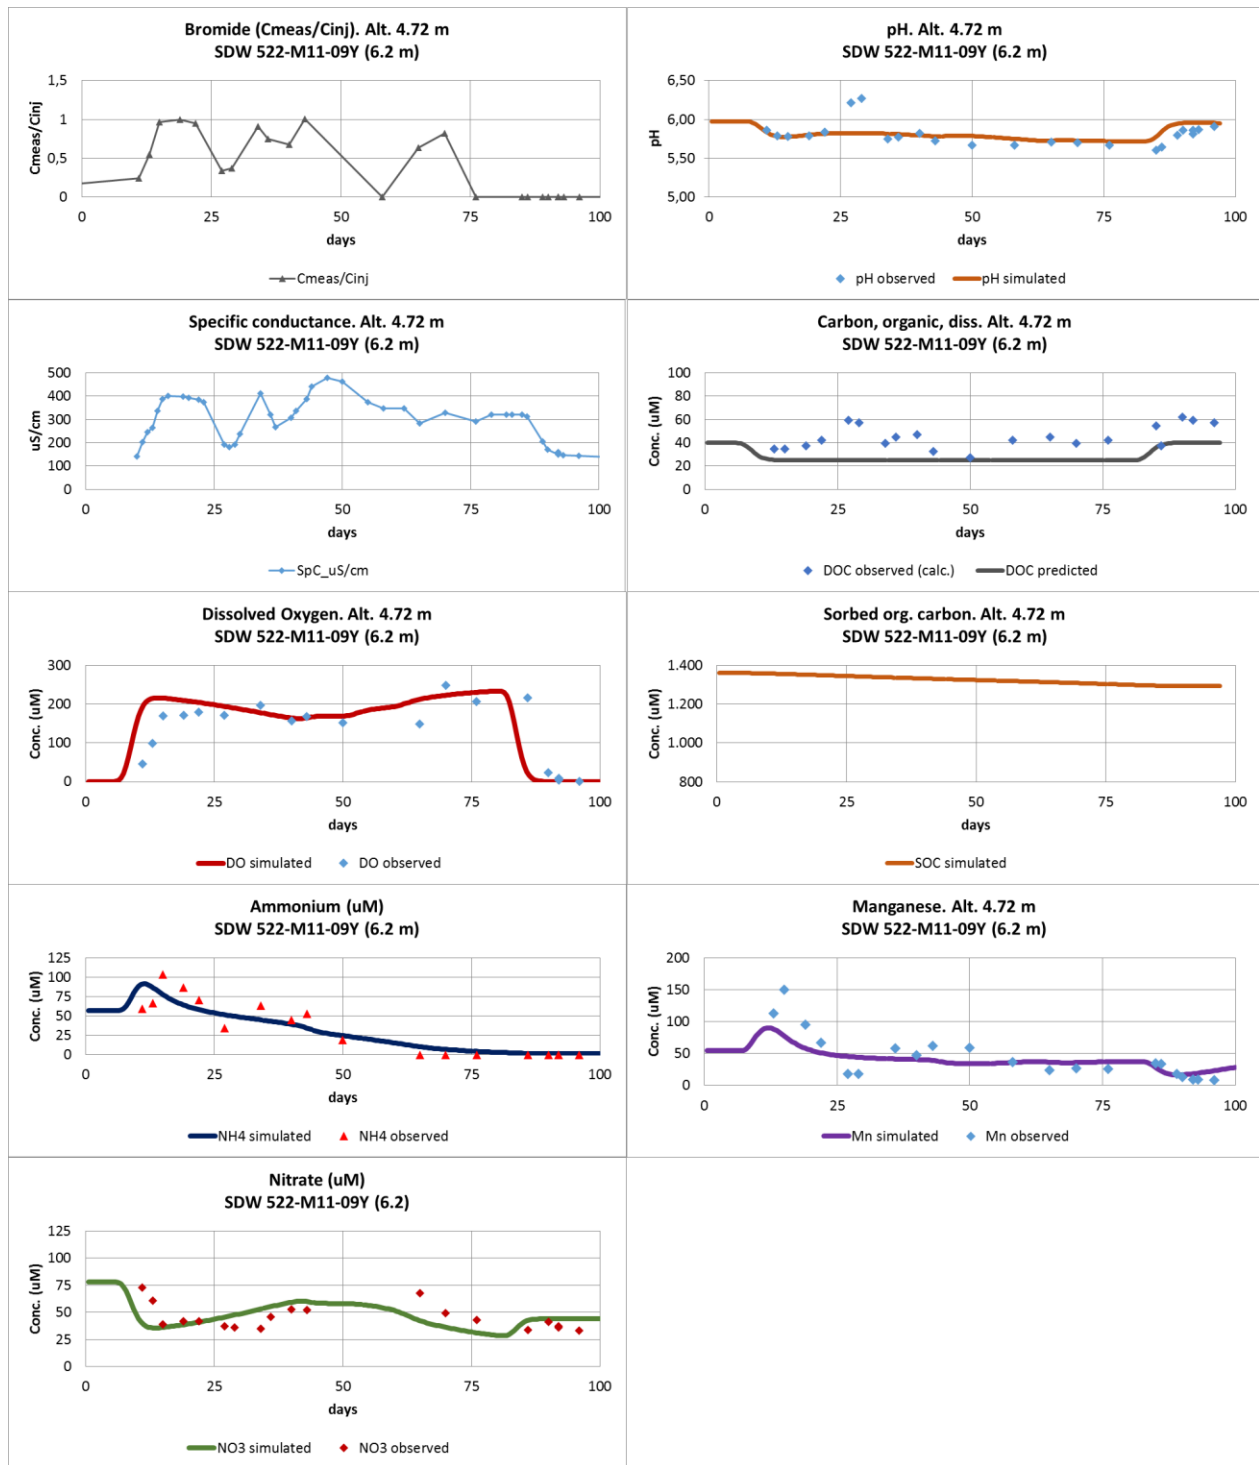 Bromide (Cmeas/Cinj). Alt. 4.72 m
SDW 522-M11-09Y (6.2 m)
1,5
1
0,5
0
Cmeas/Cinj
0 25 50 75 100
days
Cmeas/Cinj
pH. Alt. 4.72 m
SDW 522-M11-09Y (6.2 m)
6,50
6,00
5,50
5,00
pH
0 25 50 75 100
days
pH observed pH simulated
Specific conductance. Alt. 4.72 m
SDW 522-M11-09Y (6.2 m)
500
400
300
200
100
0
uS/cm
0 25 50 75 100
days
SpC_uS/cm
Carbon, organic, diss. Alt. 4.72 m
SDW 522-M11-09Y (6.2 m)
100
80
60
40
20
0
Conc. (uM)
0 25 50 75 100
days
DOC observed (calc.) DOC predicted
Dissolved Oxygen. Alt. 4.72 m
SDW 522-M11-09Y (6.2 m)
300
200
100
0
Conc. (uM)
0 25 50 75 100
days
DO simulated DO observed
Sorbed org. carbon. Alt. 4.72 m
SDW 522-M11-09Y (6.2 m)
1.400
1.200
1.000
800
Conc. (uM)
0 25 50 75 100
days
SOC simulated
Ammonium (uM)
SDW 522-M11-09Y (6.2 m)
125
100
75
50
25
0
Conc. (uM)
0 25 50 75 100
days
NH4 simulated NH4 observed
Manganese. Alt. 4.72 m
SDW 522-M11-09Y (6.2 m)
200
150
100
50
0
Conc. (uM)
0 25 50 75 100
days
Mn simulated Mn observed
Nitrate (uM)
SDW 522-M11-09Y (6.2)
125
100
75
50
25
0
Conc. (uM)
0 25 50 75 100
days
NO3 simulated NO3 observed